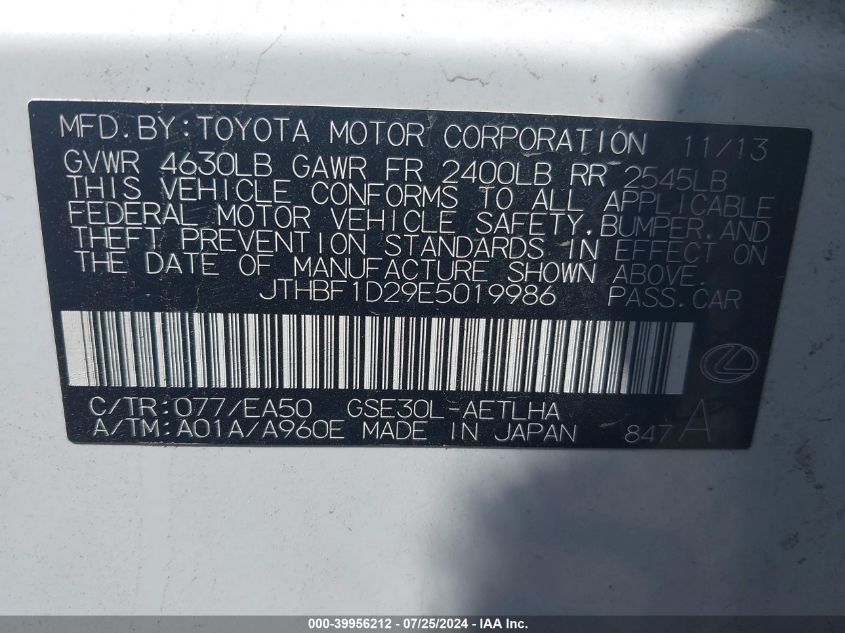 MFD. BY: TOYOTA MOTOR CORPORATION 11/13
GVWR 4630LB GAWR FR 2400LB RR 2545LB
THIS VEHICLE CONFORMS TO ALL APPLICABLE
FEDERAL MOTOR VEHICLE SAFETY, BUMPER, AND
THEFT PREVENTION STANDARDS IN EFFECT ON
THE DATE OF MANUFACTURE SHOWN ABOVE.
JTHBF1D29E5019986 PASS. CAR
C/TR: 077/EA50 GSE30L-AETLHA
A/TM: A01A/A960E MADE IN JAPAN 847A
000-39956212 - 07/25/2024 - IAA Inc.